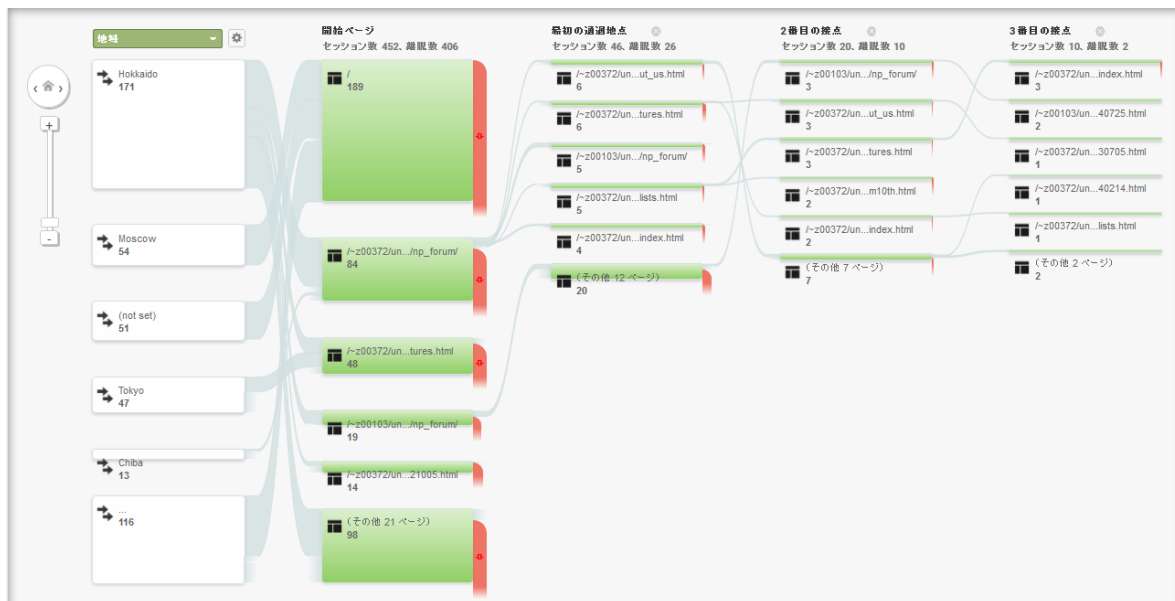 地域
Hokkaido
171
Moscow
54
(not set)
51
Tokyo
47
Chiba
13
...
116
開始ページ
セッション数 452、離脱数 406
/
189
/~z00372/un.../np_forum/
84
/~z00372/un...tures.html
48
/~z00103/un.../np_forum/
19
/~z00372/un...21005.html
14
(その他 21 ページ)
98
最初の通過地点
セッション数 46、離脱数 26
/~z00372/un...ut_us.html
6
/~z00372/un...tures.html
6
/~z00103/un.../np_forum/
5
/~z00372/un...lists.html
5
/~z00372/un...index.html
4
(その他 12 ページ)
20
2番目の接点
セッション数 20、離脱数 10
/~z00103/un.../np_forum/
3
/~z00372/un...ut_us.html
3
/~z00372/un...tures.html
3
/~z00372/un...m10th.html
2
/~z00372/un...index.html
2
(その他 7 ページ)
7
3番目の接点
セッション数 10、離脱数 2
/~z00372/un...index.html
3
/~z00103/un...40725.html
2
/~z00372/un...30705.html
1
/~z00372/un...40214.html
1
/~z00372/un...lists.html
1
(その他 2 ページ)
2